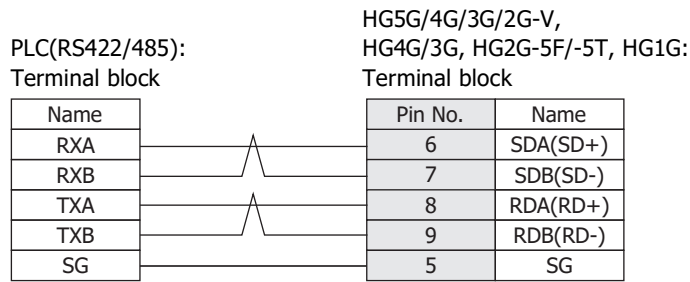 HG5G/4G/3G/2G-V,
PLC(RS422/485): HG4G/3G, HG2G-5F/-5T, HG1G:
Terminal block Terminal block
Name Pin No. Name
RXA 6 SDA(SD+)
RXB 7 SDB(SD-)
TXA 8 RDA(RD+)
TXB 9 RDB(RD-)
SG 5 SG